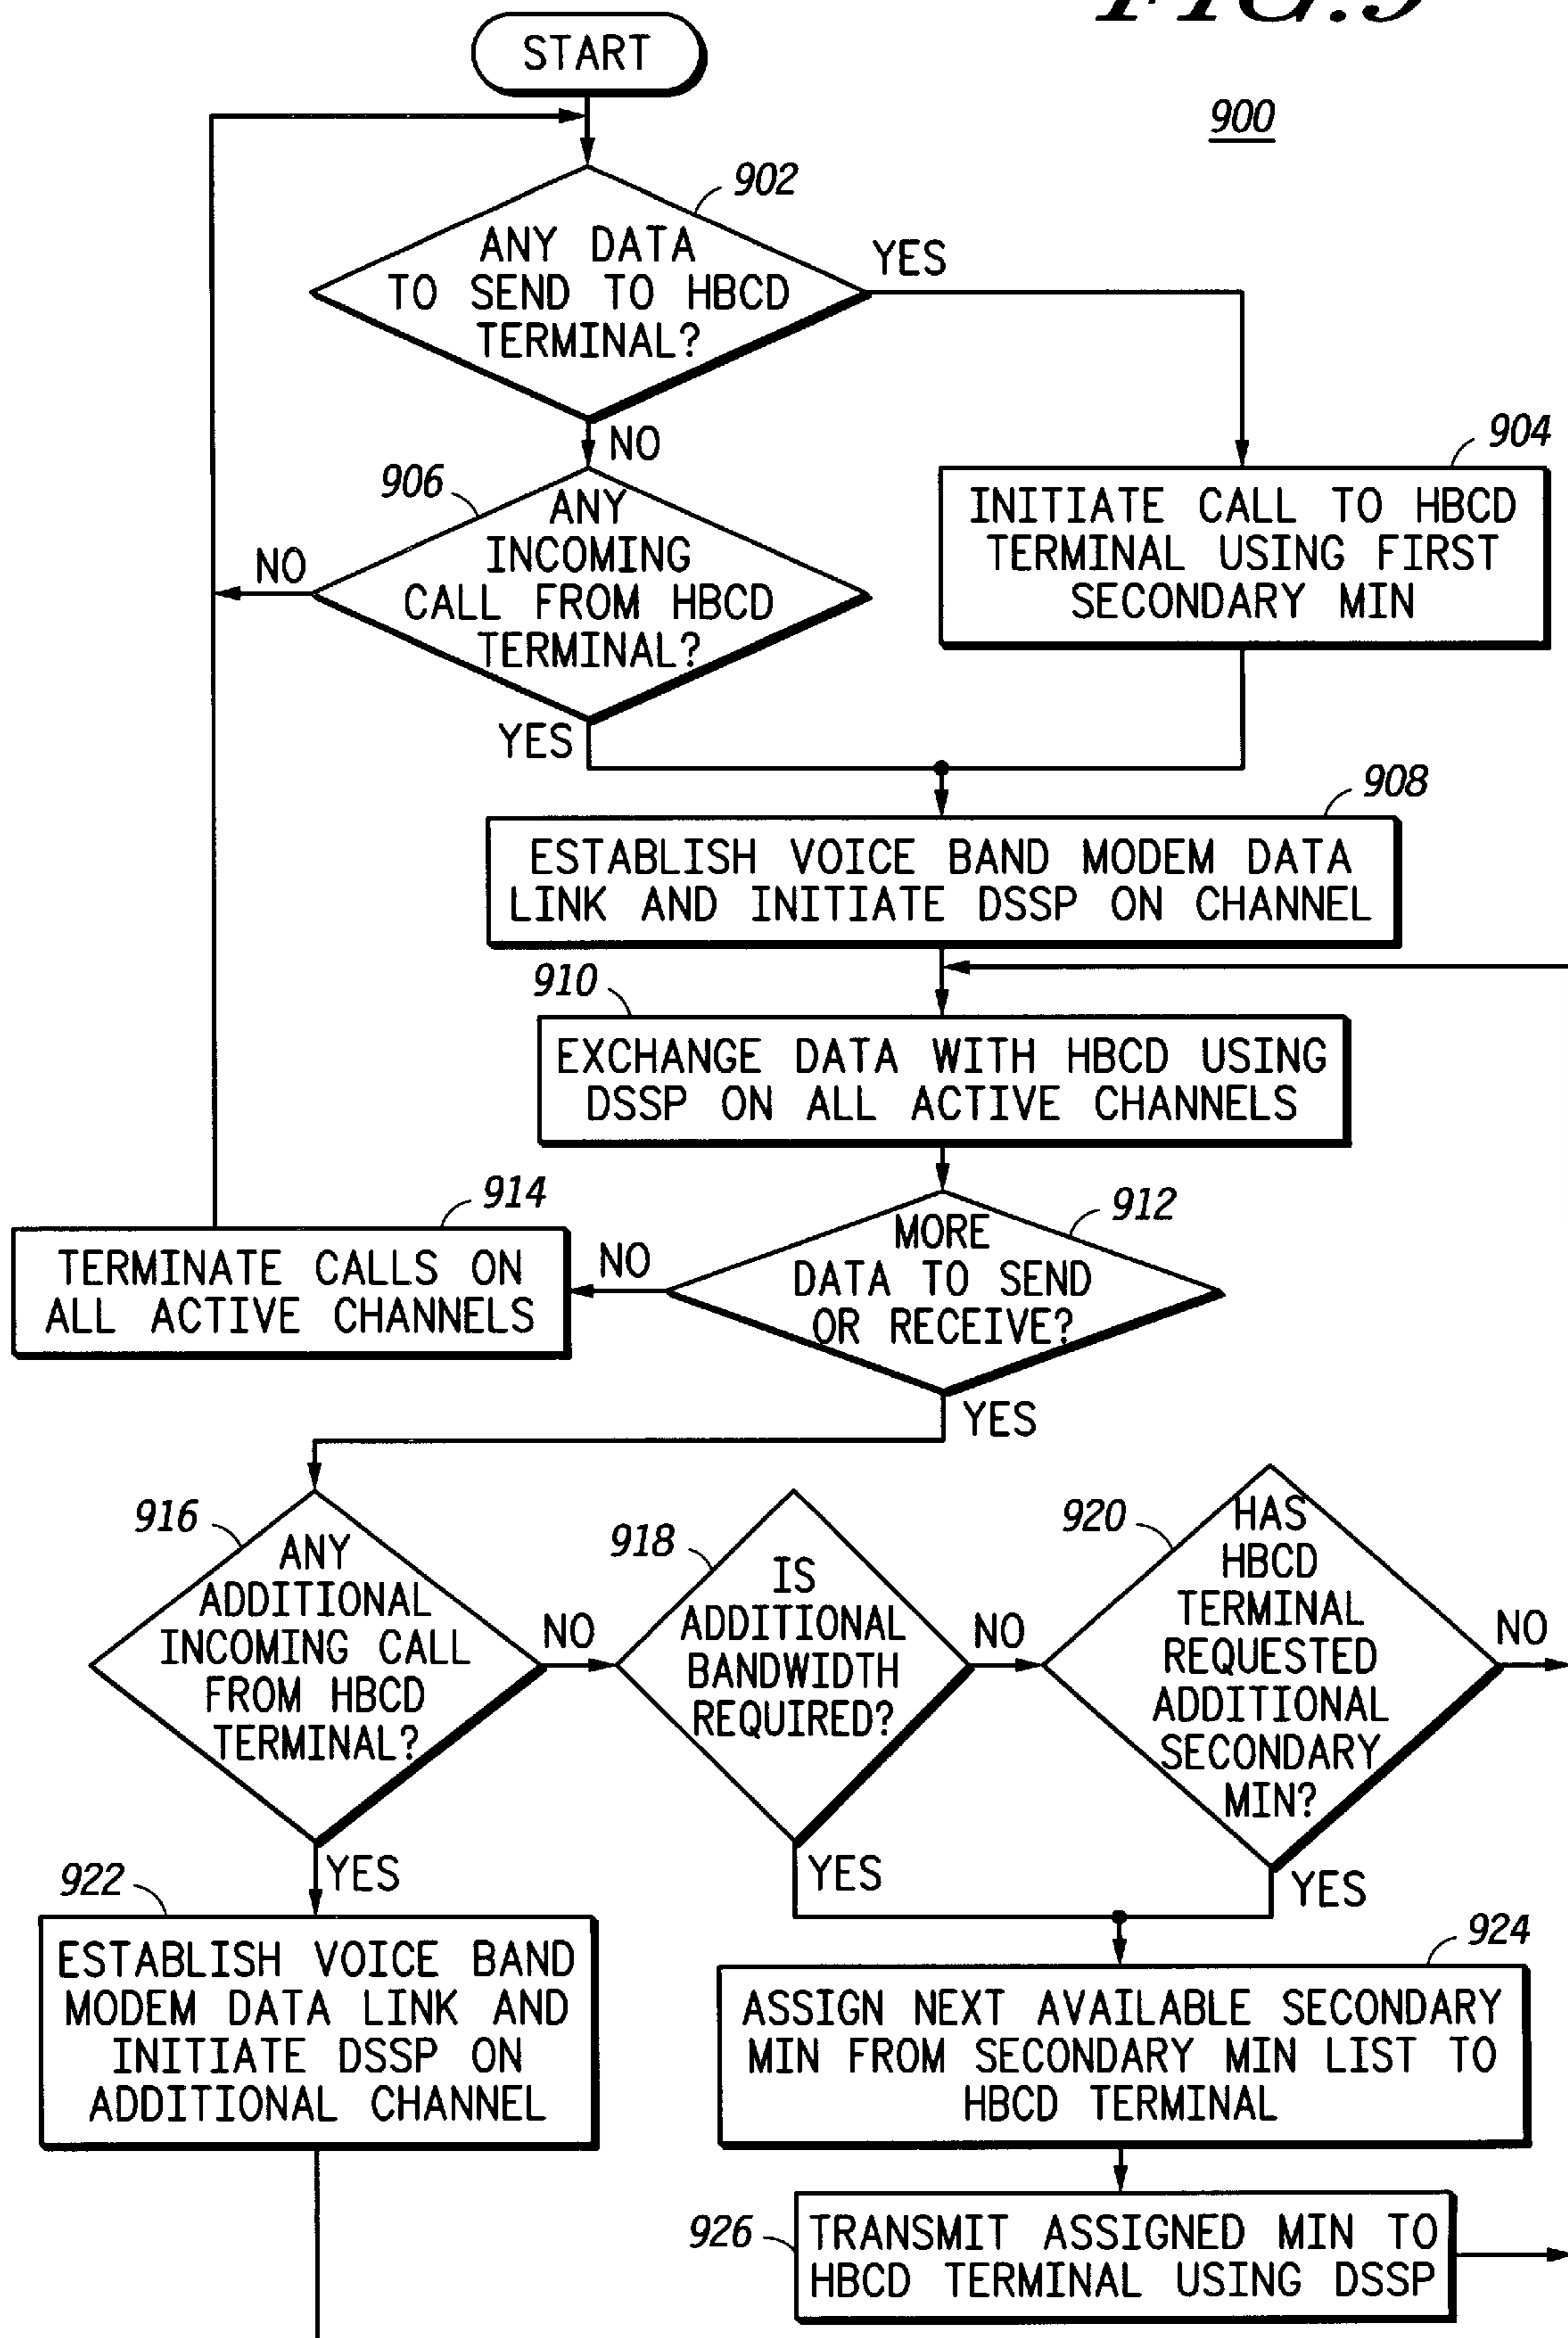 START
900
902
ANY DATA
TO SEND TO HBCD
TERMINAL?
YES
NO
904
INITIATE CALL TO HBCD
TERMINAL USING FIRST
SECONDARY MIN
906
ANY
INCOMING
CALL FROM HBCD
TERMINAL?
NO
YES
908
ESTABLISH VOICE BAND MODEM DATA
LINK AND INITIATE DSSP ON CHANNEL
910
EXCHANGE DATA WITH HBCD USING
DSSP ON ALL ACTIVE CHANNELS
914
TERMINATE CALLS ON
ALL ACTIVE CHANNELS
NO
912
MORE
DATA TO SEND
OR RECEIVE?
YES
916
ANY
ADDITIONAL
INCOMING CALL
FROM HBCD
TERMINAL?
NO
YES
918
IS
ADDITIONAL
BANDWIDTH
REQUIRED?
NO
YES
920
HAS
HBCD
TERMINAL
REQUESTED
ADDITIONAL
SECONDARY
MIN?
NO
YES
922
ESTABLISH VOICE BAND
MODEM DATA LINK AND
INITIATE DSSP ON
ADDITIONAL CHANNEL
924
ASSIGN NEXT AVAILABLE SECONDARY
MIN FROM SECONDARY MIN LIST TO
HBCD TERMINAL
926
TRANSMIT ASSIGNED MIN TO
HBCD TERMINAL USING DSSP